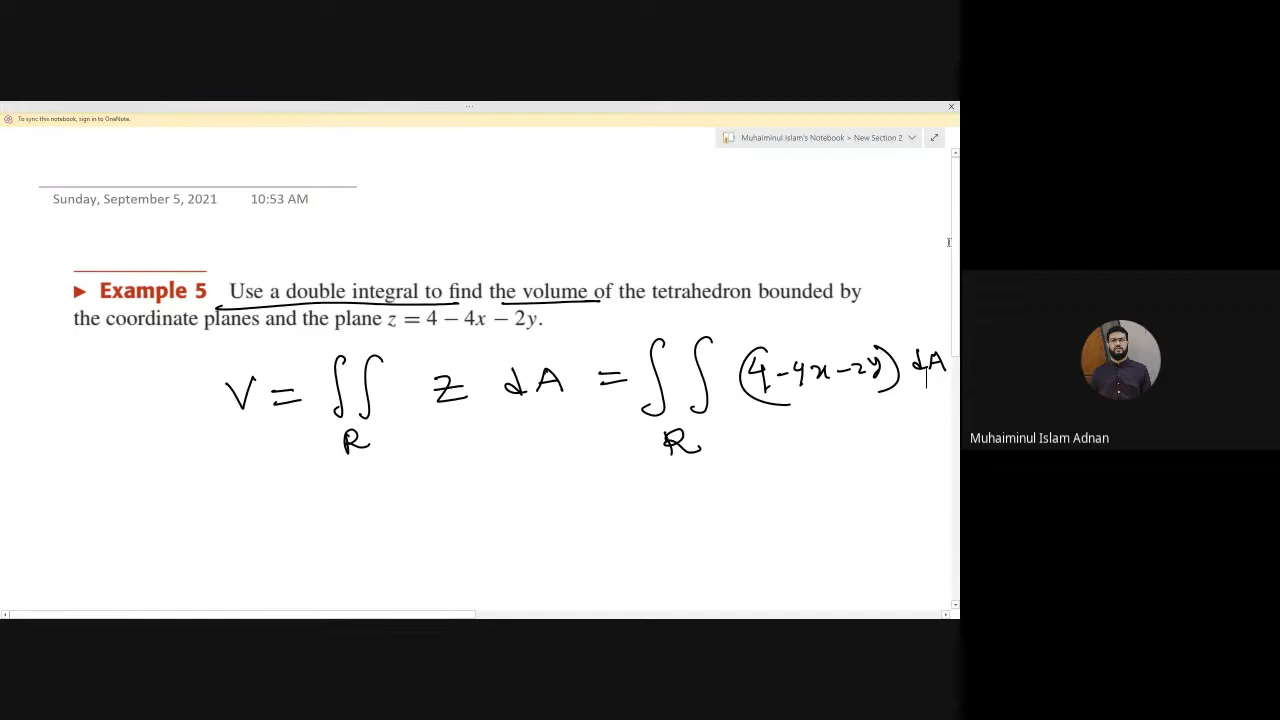 To sync this notebook, sign in to OneNote.
Muhaiminul Islam's Notebook > New Section 2
Sunday, September 5, 2021 10:53 AM
► Example 5 Use a double integral to find the volume of the tetrahedron bounded by
the coordinate planes and the plane z = 4 − 4x − 2y.
V = ∬ z dA = ∬ (4-4x-2y) dA
R R
Muhaiminul Islam Adnan